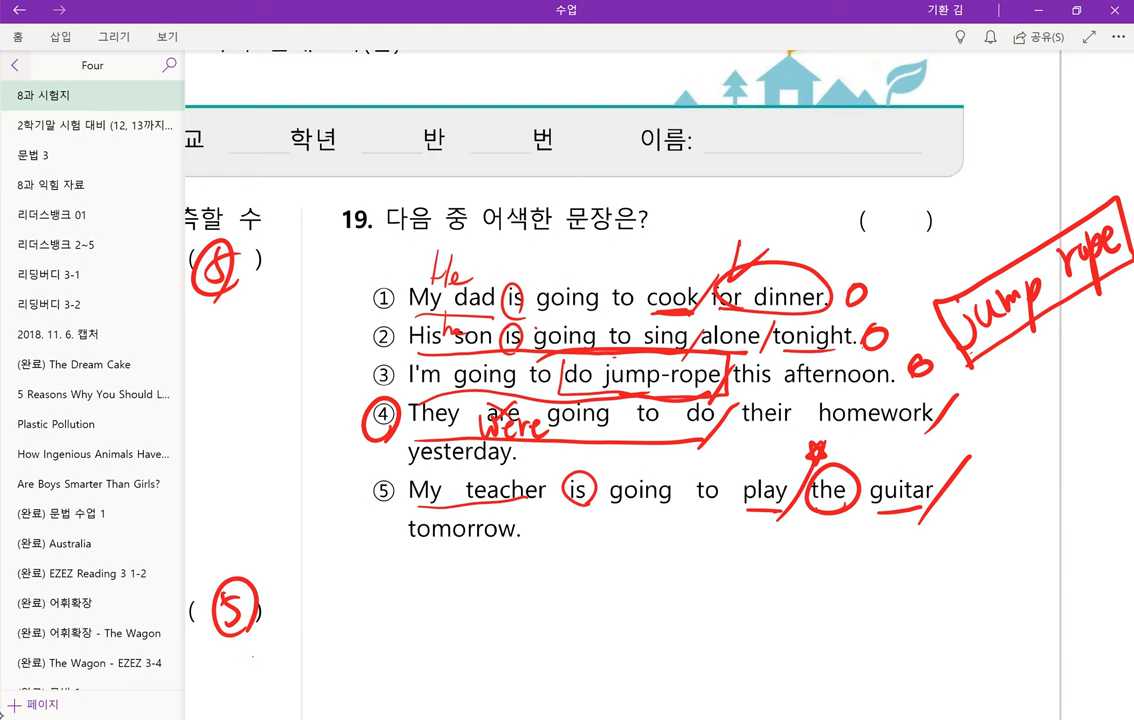 수업
기환 김
홈 삽입 그리기 보기
공유(S)
Four
8과 시험지
2학기말 시험 대비 (12, 13까지...
문법 3
8과 익힘 자료
리더스뱅크 01
리더스뱅크 2~5
리딩버디 3-1
리딩버디 3-2
2018. 11. 6. 캡처
(완료) The Dream Cake
5 Reasons Why You Should L...
Plastic Pollution
How Ingenious Animals Have...
Are Boys Smarter Than Girls?
(완료) 문법 수업 1
(완료) Australia
(완료) EZEZ Reading 3 1-2
(완료) 어휘확장
(완료) 어휘확장 - The Wagon
(완료) The Wagon - EZEZ 3-4
페이지
교 학년 반 번 이름:
측할 수
( 5 )
( 5 )
19. 다음 중 어색한 문장은? ( )
He
① My dad is going to cook for dinner.
he
② His son is going to sing alone tonight.
③ I'm going to do jump-rope this afternoon.
④ They are going to do their homework
were
yesterday.
⑤ My teacher is going to play the guitar
tomorrow.
jump rope